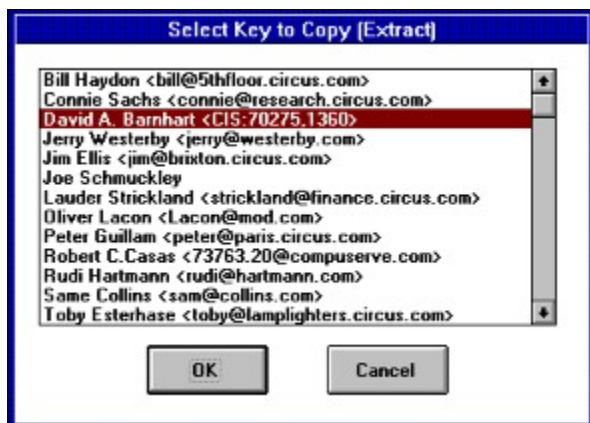 Select Key to Copy (Extract)
Bill Haydon <bill@5thfloor.circus.com>
Connie Sachs <connie@research.circus.com>
David A. Barnhart <CIS:70275,1360>
Jerry Westerby <jerry@westerby.com>
Jim Ellis <jim@brixton.circus.com>
Joe Schmuckley
Lauder Strickland <strickland@finance.circus.com>
Oliver Lacon <Lacon@mod.com>
Peter Guillam <peter@paris.circus.com>
Robert C.Casas <73763.20@compuserve.com>
Rudi Hartmann <rudi@hartmann.com>
Same Collins <sam@collins.com>
Toby Esterhase <toby@lamplighters.circus.com>
OK Cancel